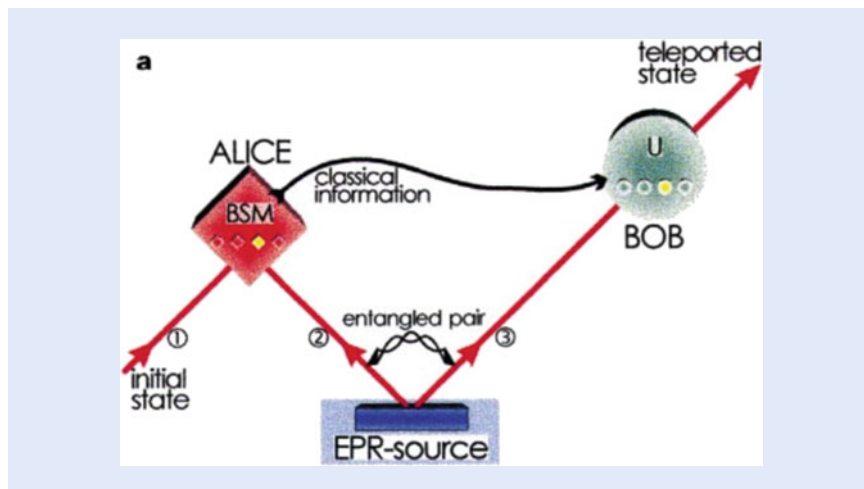 a
teleported
state
ALICE
classical
information
BSM
U
BOB
entangled pair
①
②
③
initial
state
EPR-source